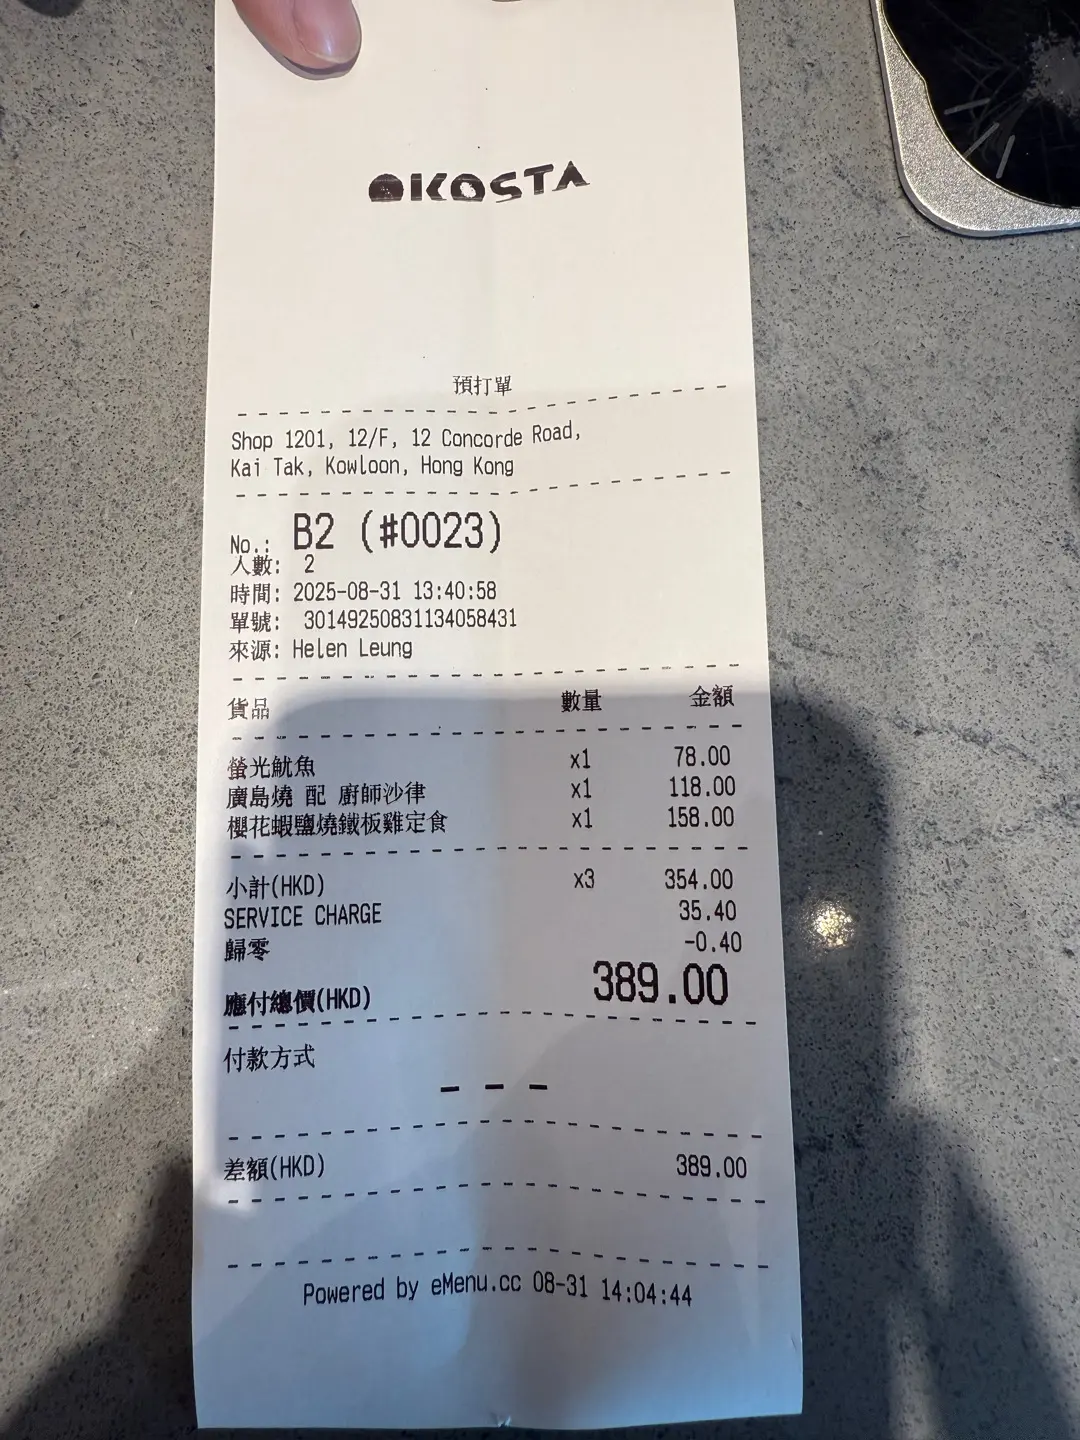 OKOSTA
預打單
Shop 1201, 12/F, 12 Concorde Road,
Kai Tak, Kowloon, Hong Kong
No.: B2 (#0023)
人數: 2
時間: 2025-08-31 13:40:58
單號: 301492508311340584​31
來源: Helen Leung
貨品 數量 金額
螢光魷魚 x1 78.00
廣島燒 配 廚師沙律 x1 118.00
櫻花蝦鹽燒鐵板雞定食 x1 158.00
小計(HKD) x3 354.00
SERVICE CHARGE 35.40
歸零 -0.40
應付總價(HKD) 389.00
付款方式
- - -
差額(HKD) 389.00
Powered by eMenu.cc 08-31 14:04:44